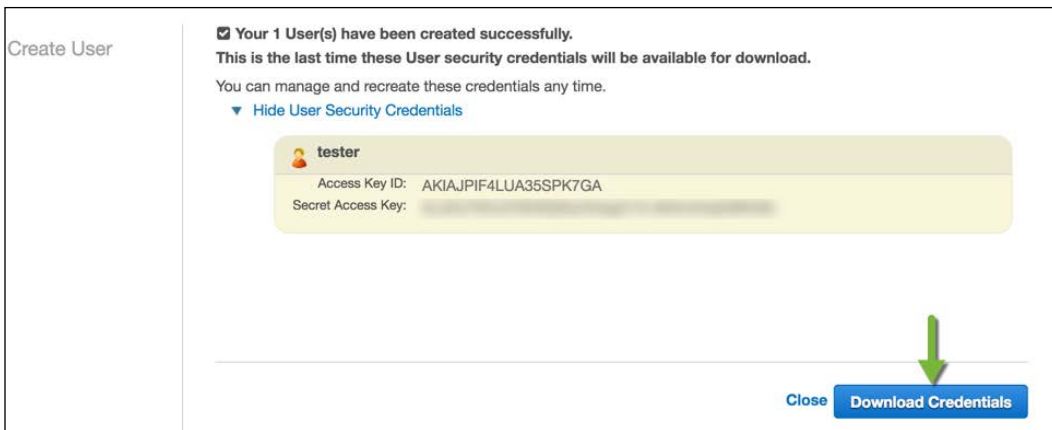 Create User
Your 1 User(s) have been created successfully.
This is the last time these User security credentials will be available for download.
You can manage and recreate these credentials any time.
Hide User Security Credentials
tester
Access Key ID: AKIAJPIF4LUA35SPK7GA
Secret Access Key:
Close Download Credentials